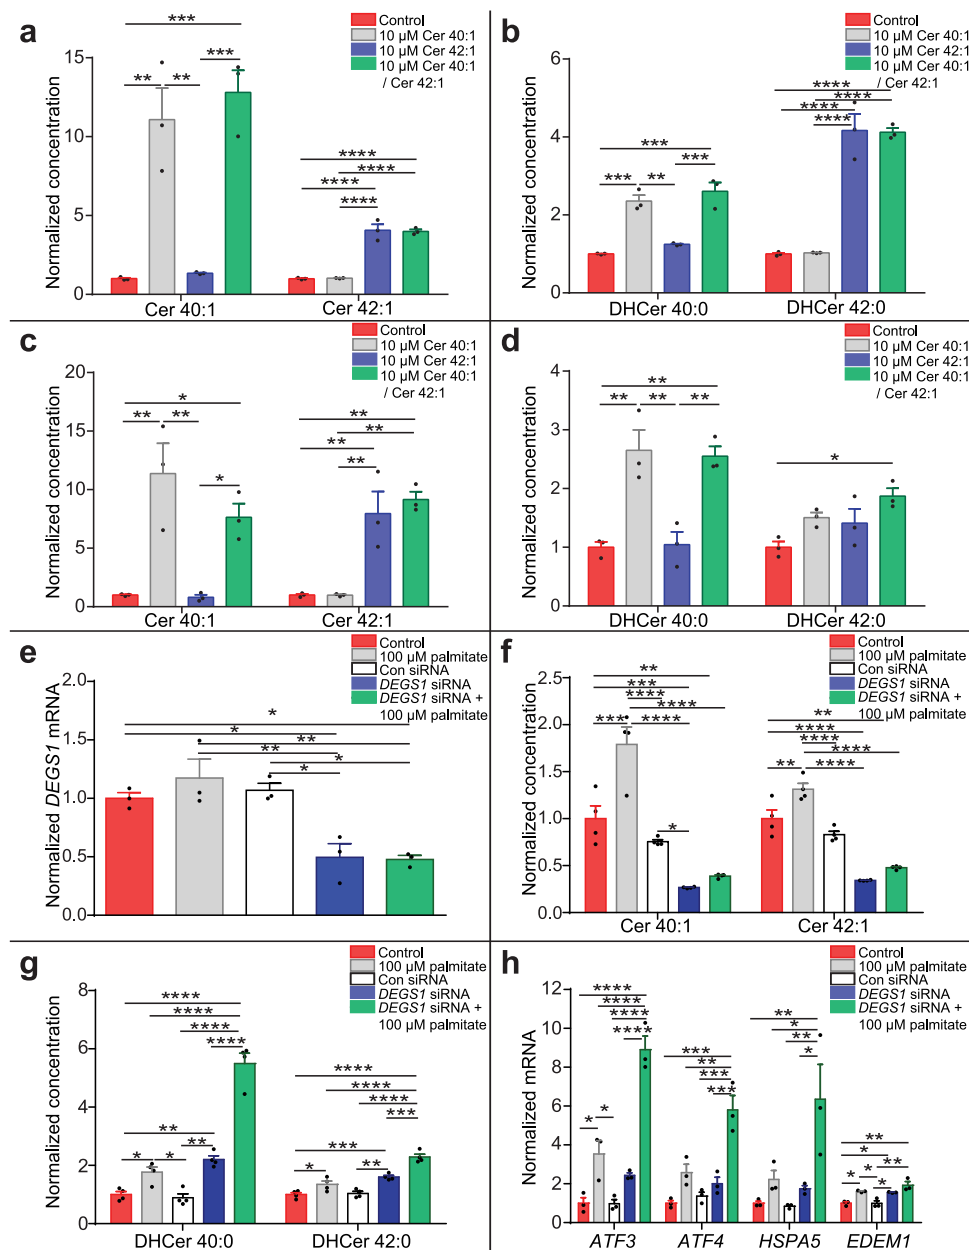 a
Control
10 µM Cer 40:1
10 µM Cer 42:1
10 µM Cer 40:1
/ Cer 42:1
Normalized concentration
15
10
5
0
***
**
**
***
****
****
****
****
Cer 40:1
Cer 42:1
b
Control
10 µM Cer 40:1
10 µM Cer 42:1
10 µM Cer 40:1
/ Cer 42:1
Normalized concentration
6
4
2
0
***
***
**
***
****
****
****
****
DHCer 40:0
DHCer 42:0
c
Control
10 µM Cer 40:1
10 µM Cer 42:1
10 µM Cer 40:1
/ Cer 42:1
Normalized concentration
20
15
10
5
0
*
**
**
*
**
**
**
**
Cer 40:1
Cer 42:1
d
Control
10 µM Cer 40:1
10 µM Cer 42:1
10 µM Cer 40:1
/ Cer 42:1
Normalized concentration
4
3
2
1
0
**
**
**
**
*
DHCer 40:0
DHCer 42:0
e
Control
100 µM palmitate
Con siRNA
DEGS1 siRNA
DEGS1 siRNA +
100 µM palmitate
Normalized DEGS1 mRNA
2.0
1.5
1.0
0.5
0.0
*
*
**
**
*
*
f
Control
100 µM palmitate
Con siRNA
DEGS1 siRNA
DEGS1 siRNA +
100 µM palmitate
Normalized concentration
2.5
2.0
1.5
1.0
0.5
0.0
**
***
****
****
***
****
*
**
****
****
****
**
****
Cer 40:1
Cer 42:1
g
Control
100 µM palmitate
Con siRNA
DEGS1 siRNA
DEGS1 siRNA +
100 µM palmitate
Normalized concentration
8
6
4
2
0
****
****
****
****
**
**
*
*
****
****
****
***
***
**
*
DHCer 40:0
DHCer 42:0
h
Control
100 µM palmitate
Con siRNA
DEGS1 siRNA
DEGS1 siRNA +
100 µM palmitate
Normalized mRNA
12
10
8
6
4
2
0
****
****
****
****
*
*
***
**
***
***
**
*
**
*
**
*
**
*
*
*
ATF3
ATF4
HSPA5
EDEM1